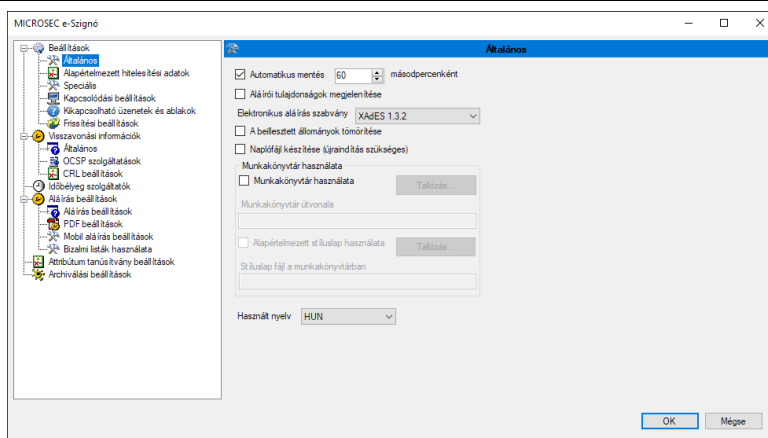 MICROSEC e-Szignó
Beállítások
Általános
Alapértelmezett hitelesítési adatok
Speciális
Kapcsolódási beállítások
Kikapcsolható üzenetek és ablakok
Frissítési beállítások
Visszavonási információk
Általános
OCSP szolgáltatások
CRL beállítások
Időbélyeg szolgáltatók
Aláírás beállítások
Aláírás beállítások
PDF beállítások
Mobil aláírás beállítások
Bizalmi listák használata
Attribútum tanúsítvány beállítások
Archiválási beállítások
Általános
Automatikus mentés 60 másodpercenként
Aláírói tulajdonságok megjelenítése
Elektronikus aláírás szabvány XAdES 1.3.2
A beillesztett állományok tömörítése
Naplófájl készítése (újraindítás szükséges)
Munkakönyvtár használata
Munkakönyvtár használata Tallózás...
Munkakönyvtár útvonala
Alapértelmezett stíluslap használata Tallózás...
Stíluslap fájl a munkakönyvtárban
Használt nyelv HUN
OK Mégse